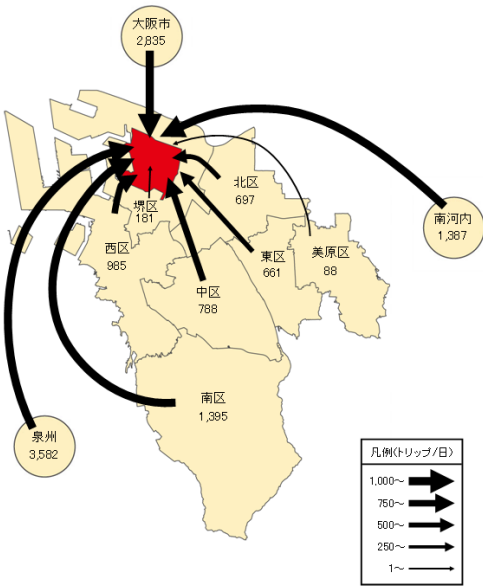 大阪市
2,835
北区
697
堺区
181
南河内
1,387
西区
985
東区
661
美原区
88
中区
788
南区
1,395
泉州
3,582
凡例(トリップ/日)
1,000～
750～
500～
250～
1～